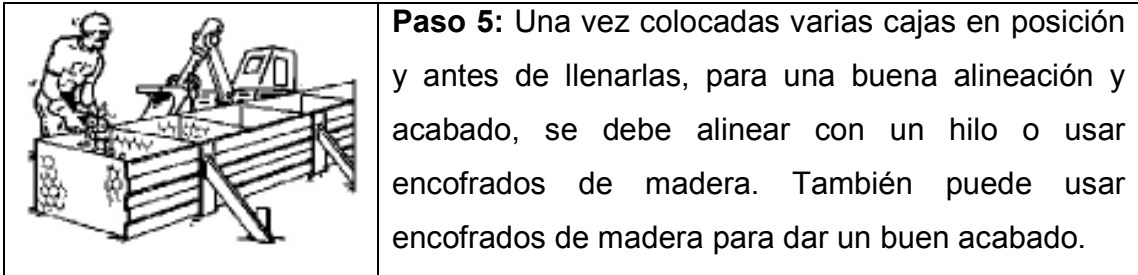 Paso 5: Una vez colocadas varias cajas en posición
y antes de llenarlas, para una buena alineación y
acabado, se debe alinear con un hilo o usar
encofrados de madera. También puede usar
encofrados de madera para dar un buen acabado.